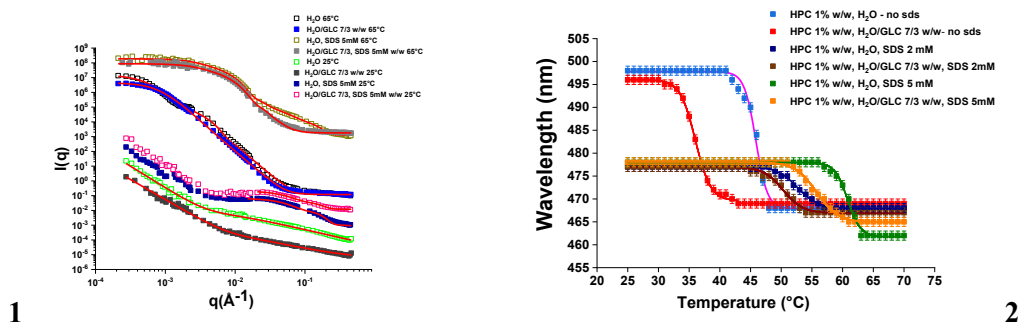 H₂O 65°C
H₂O/GLC 7/3 w/w 65°C
H₂O, SDS 5mM 65°C
H₂O/GLC 7/3, SDS 5mM w/w 65°C
H₂O 25°C
H₂O/GLC 7/3 w/w 25°C
H₂O, SDS 5mM 25°C
H₂O/GLC 7/3, SDS 5mM w/w 25°C
I(q)
10⁹
10⁸
10⁷
10⁶
10⁵
10⁴
10³
10²
10¹
10⁰
10⁻¹
10⁻²
10⁻³
10⁻⁴
10⁻⁵
10⁻⁶
10⁻⁴ 10⁻³ 10⁻² 10⁻¹ 10⁰
q(Å⁻¹)
1
HPC 1% w/w, H₂O - no sds
HPC 1% w/w, H₂O/GLC 7/3 w/w- no sds
HPC 1% w/w, H₂O, SDS 2 mM
HPC 1% w/w, H₂O/GLC 7/3 w/w, SDS 2mM
HPC 1% w/w, H₂O, SDS 5 mM
HPC 1% w/w, H₂O/GLC 7/3 w/w, SDS 5mM
Wavelength (nm)
505
500
495
490
485
480
475
470
465
460
455
20 25 30 35 40 45 50 55 60 65 70 75
Temperature (°C)
2